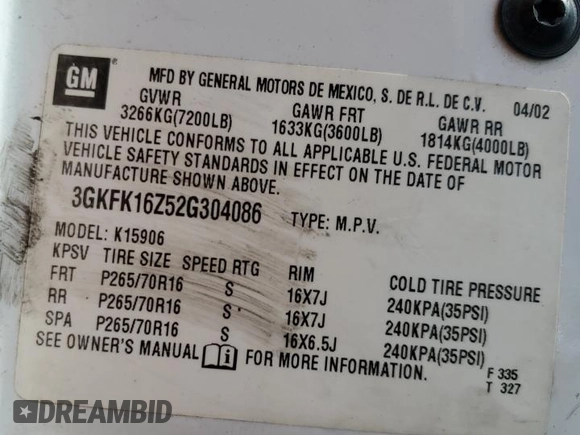 GM
MFD BY GENERAL MOTORS DE MEXICO, S. DE R.L. DE C.V. 04/02
GVWR GAWR FRT GAWR RR
3266KG(7200LB) 1633KG(3600LB) 1814KG(4000LB)
THIS VEHICLE CONFORMS TO ALL APPLICABLE U.S. FEDERAL MOTOR
VEHICLE SAFETY STANDARDS IN EFFECT ON THE DATE OF
MANUFACTURE SHOWN ABOVE.
3GKFK16Z52G304086 TYPE: M.P.V.
MODEL: K15906
KPSV TIRE SIZE SPEED RTG RIM COLD TIRE PRESSURE
FRT P265/70R16 S 16X7J 240KPA(35PSI)
RR P265/70R16 S 16X7J 240KPA(35PSI)
SPA P265/70R16 S 16X6.5J 240KPA(35PSI)
SEE OWNER'S MANUAL FOR MORE INFORMATION.
F 335
T 327
DREAMBID